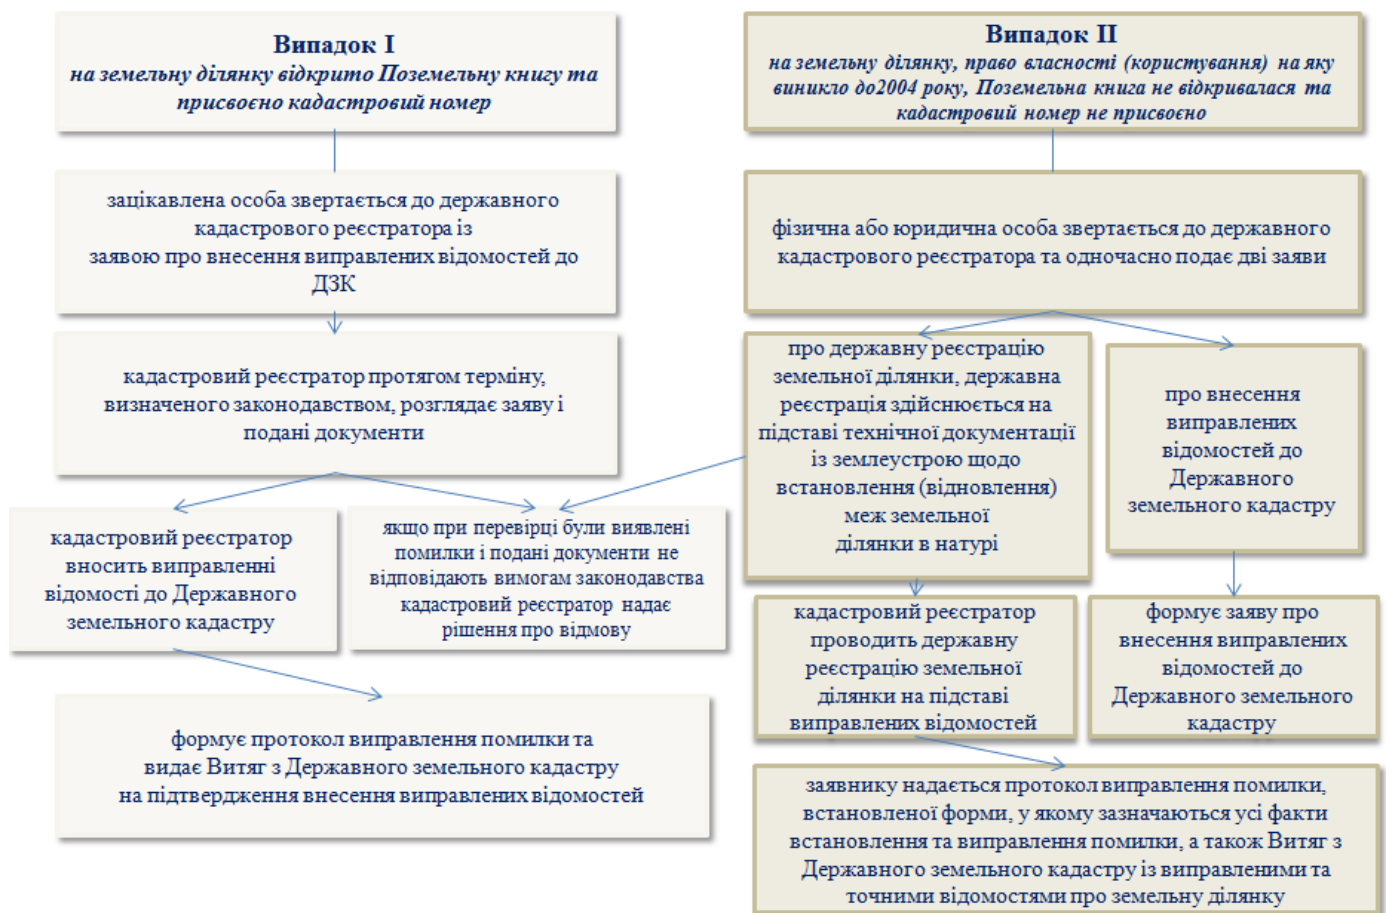 Випадок І
на земельну ділянку відкрито Поземельну книгу та
присвоєно кадастровий номер
зацікавлена особа звертається до державного
кадастрового реєстратора із
заявою про внесення виправлених відомостей до
ДЗК
кадастровий реєстратор протягом терміну,
визначеного законодавством, розглядає заяву і
подані документи
кадастровий реєстратор
вносить виправленні
відомості до Державного
земельного кадастру
якщо при перевірці були виявлені
помилки і подані документи не
відповідають вимогам законодавства
кадастровий реєстратор надає
рішення про відмову
формує протокол виправлення помилки та
видає Витяг з Державного земельного кадастру
на підтвердження внесення виправлених відомостей
Випадок ІІ
на земельну ділянку, право власності (користування) на яку
виникло до2004 року, Поземельна книга не відкривалася та
кадастровий номер не присвоєно
фізична або юридична особа звертається до державного
кадастрового реєстратора та одночасно подає дві заяви
про державну реєстрацію
земельної ділянки, державна
реєстрація здійснюється на
підставі технічної документації
із землеустрою щодо
встановлення (відновлення)
меж земельної
ділянки в натурі
про внесення
виправлених
відомостей до
Державного
земельного кадастру
кадастровий реєстратор
проводить державну
реєстрацію земельної
ділянки на підставі
виправлених відомостей
формує заяву про
внесення виправлених
відомостей до
Державного земельного
кадастру
заявнику надається протокол виправлення помилки,
встановленої форми, у якому зазначаються усі факти
встановлення та виправлення помилки, а також Витяг з
Державного земельного кадастру із виправленими та
точними відомостями про земельну ділянку